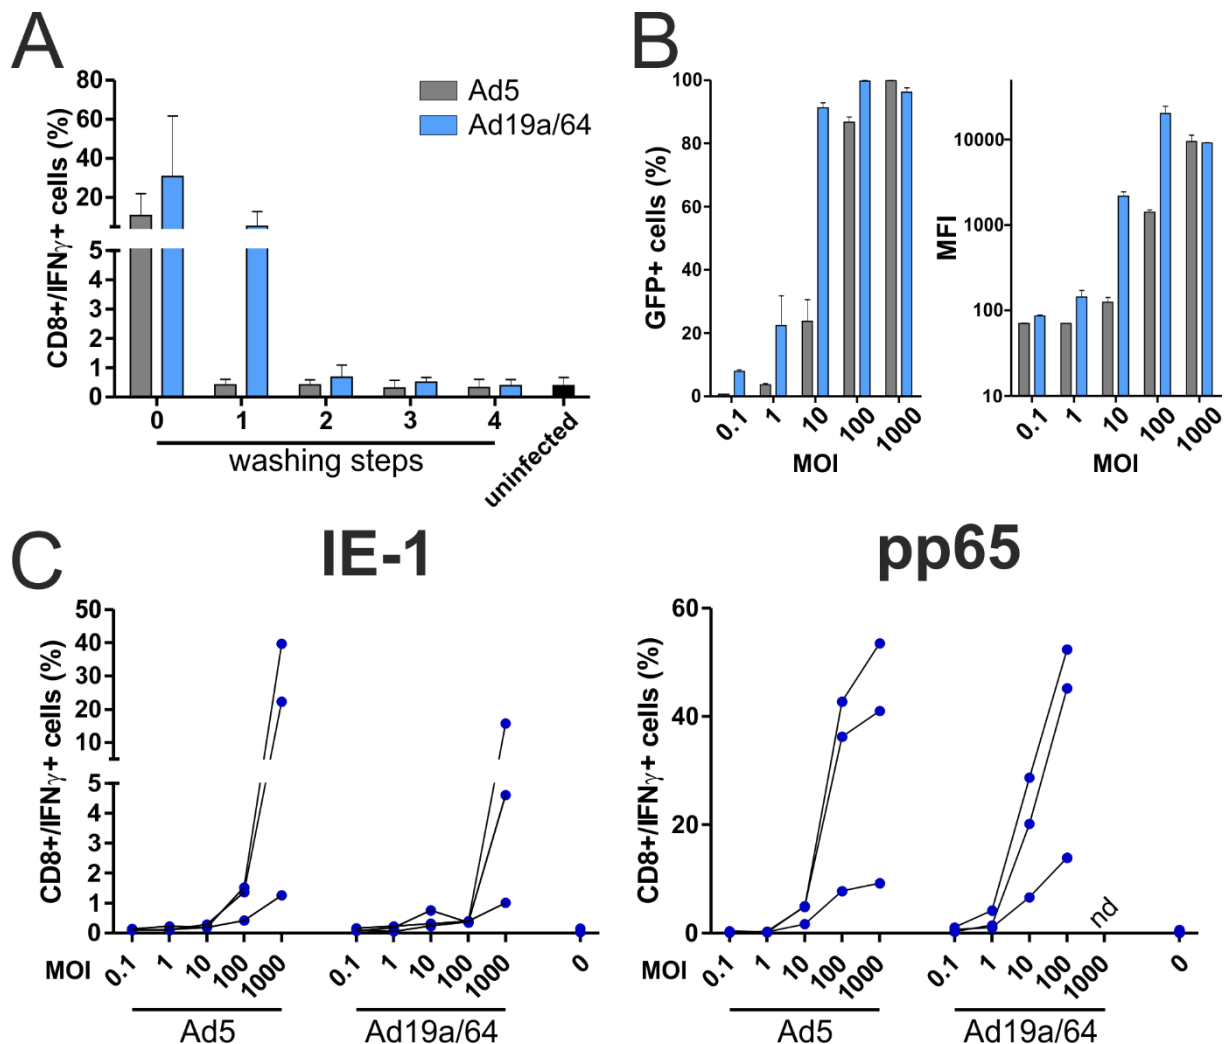 A
CD8+/IFNγ+ cells (%)
80
60
40
20
5
4
3
2
1
0
Ad5
Ad19a/64
0 1 2 3 4
washing steps
uninfected
B
GFP+ cells (%)
100
80
60
40
20
0
0.1 1 10 100 1000
MOI
MFI
10000
1000
100
10
0.1 1 10 100 1000
MOI
C
IE-1
CD8+/IFNγ+ cells (%)
50
40
30
20
10
5
4
3
2
1
0
MOI 0.1 1 10 100 1000 0.1 1 10 100 1000 0
Ad5 Ad19a/64
pp65
CD8+/IFNγ+ cells (%)
60
40
20
0
nd
MOI 0.1 1 10 100 1000 0.1 1 10 100 1000 0
Ad5 Ad19a/64